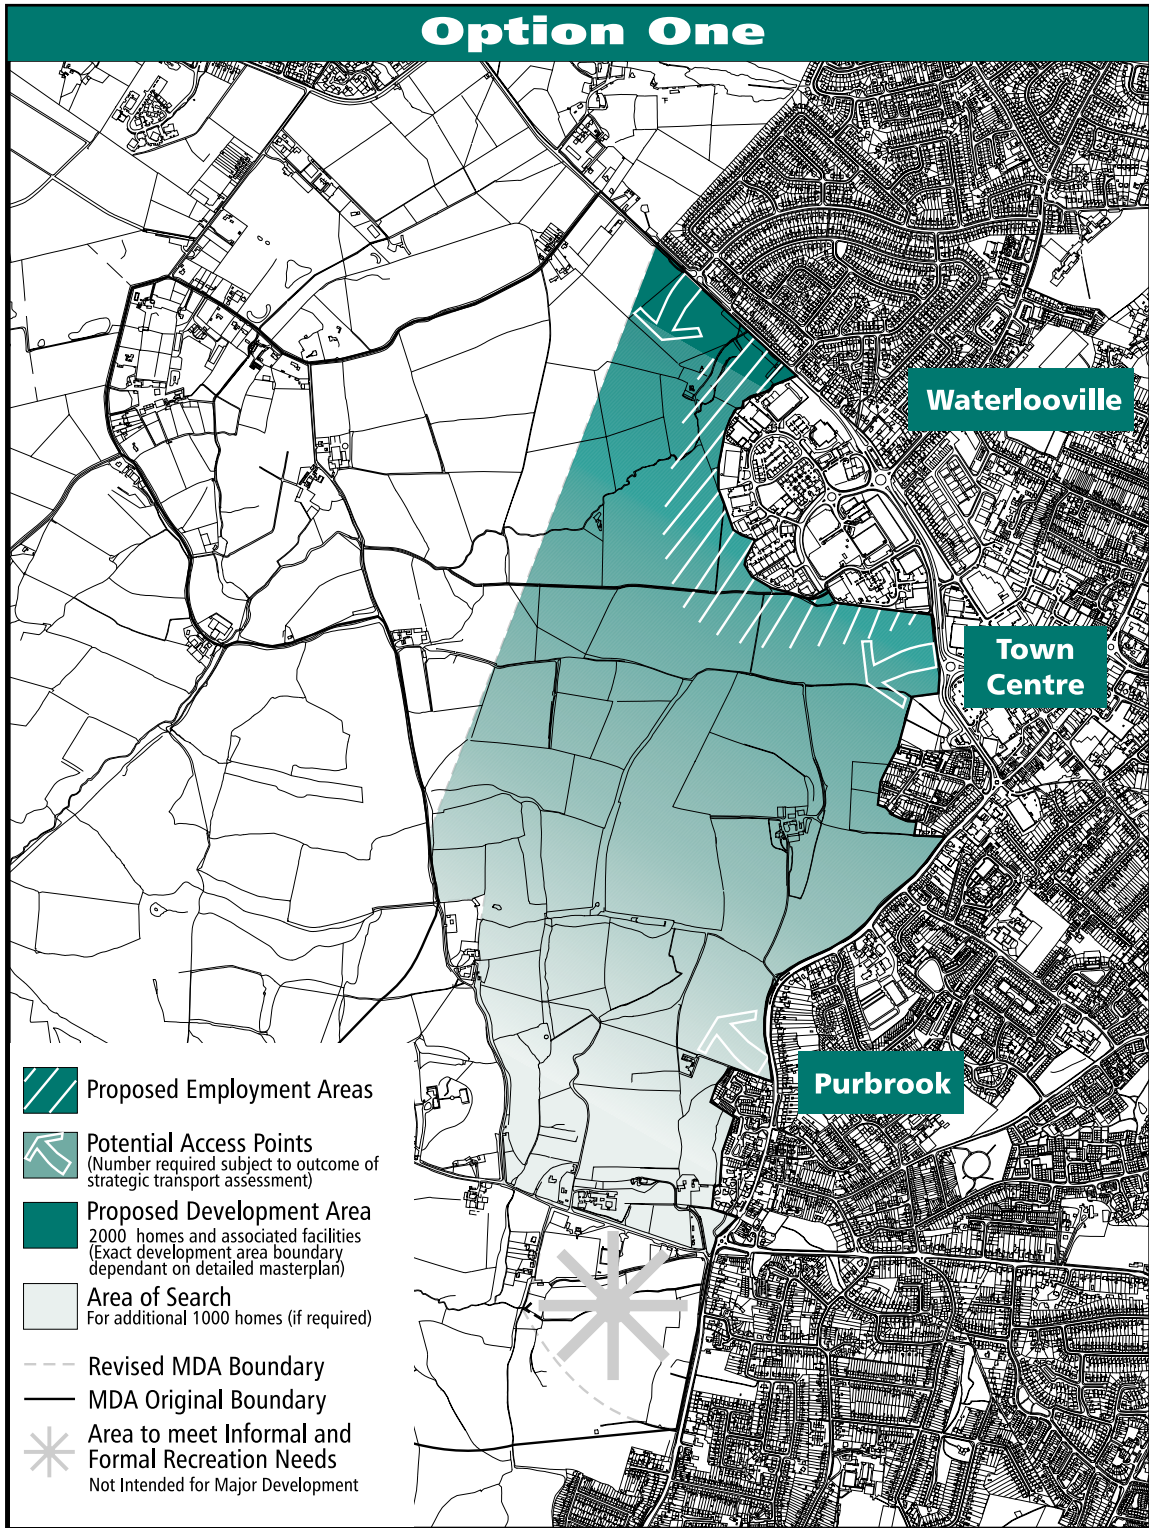 Option One
Waterlooville
Town
Centre
Purbrook
Proposed Employment Areas
Potential Access Points
(Number required subject to outcome of
strategic transport assessment)
Proposed Development Area
2000 homes and associated facilities
(Exact development area boundary
dependant on detailed masterplan)
Area of Search
For additional 1000 homes (if required)
Revised MDA Boundary
MDA Original Boundary
Area to meet Informal and
Formal Recreation Needs
Not Intended for Major Development